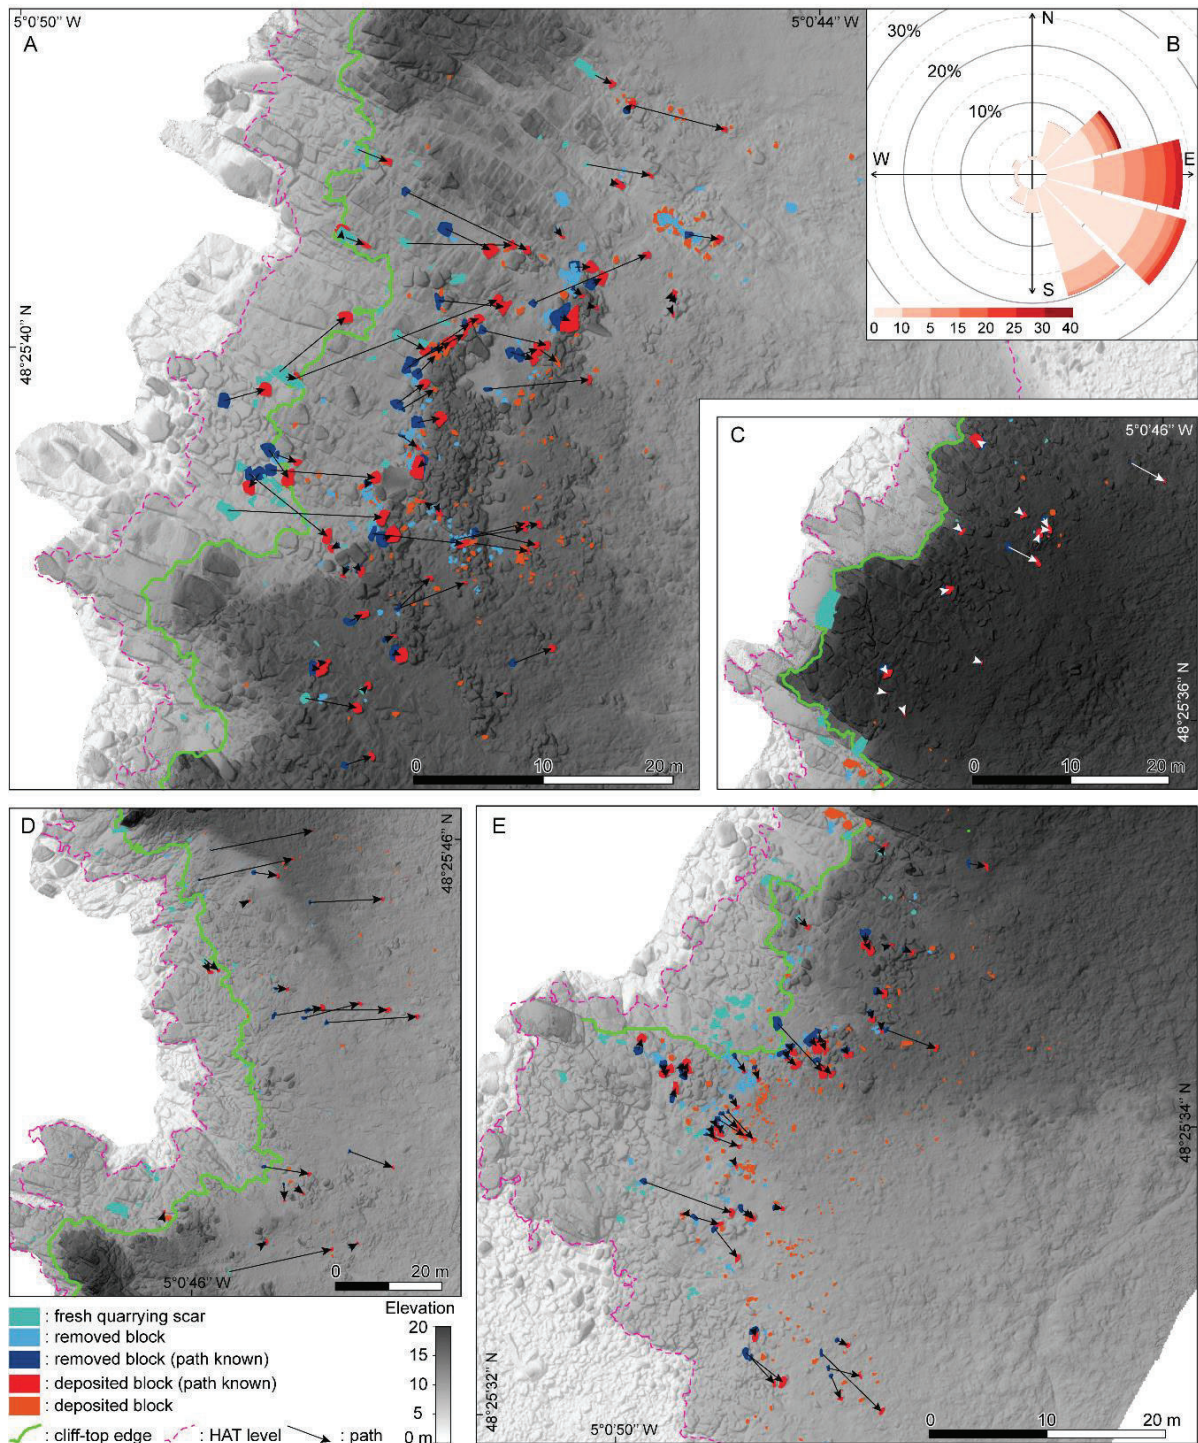 5°0'50" W
5°0'44" W
A
48°25'40" N
0 10 20 m
B
N
30%
20%
10%
W
E
S
0 10 5 15 20 25 30 40
C
5°0'46" W
48°25'36" N
0 10 20 m
D
48°25'46" N
5°0'46" W
0 10 20 m
E
48°25'34" N
48°25'32" N
5°0'50" W
0 10 20 m
: fresh quarrying scar
: removed block
: removed block (path known)
: deposited block (path known)
: deposited block
: cliff-top edge : HAT level : path
Elevation
20
15
10
5
0 m